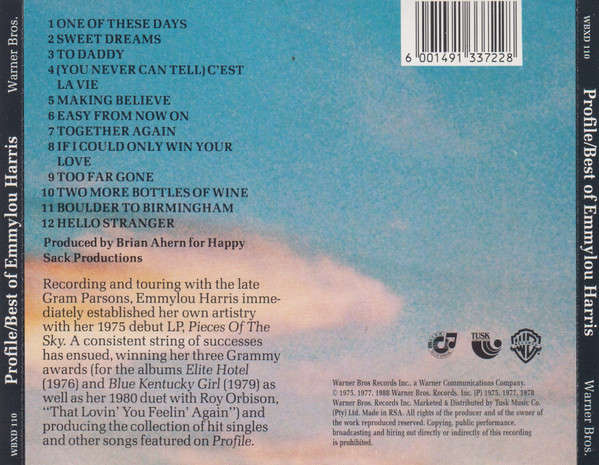 WBXD 110
Profile/Best of Emmylou Harris
Warner Bros.
1 ONE OF THESE DAYS
2 SWEET DREAMS
3 TO DADDY
4 (YOU NEVER CAN TELL) C'EST
LA VIE
5 MAKING BELIEVE
6 EASY FROM NOW ON
7 TOGETHER AGAIN
8 IF I COULD ONLY WIN YOUR
LOVE
9 TOO FAR GONE
10 TWO MORE BOTTLES OF WINE
11 BOULDER TO BIRMINGHAM
12 HELLO STRANGER
Produced by Brian Ahern for Happy
Sack Productions
Recording and touring with the late
Gram Parsons, Emmylou Harris imme-
diately established her own artistry
with her 1975 debut LP, Pieces Of The
Sky. A consistent string of successes
has ensued, winning her three Grammy
awards (for the albums Elite Hotel
(1976) and Blue Kentucky Girl (1979) as
well as her 1980 duet with Roy Orbison,
"That Lovin' You Feelin' Again") and
producing the collection of hit singles
and other songs featured on Profile.
6 001491 337228
TUSK
Warner Bros Records Inc., a Warner Communications Company.
© 1975, 1977, 1988 Warner Bros. Records, Inc. (P) 1975, 1977, 1978
Warner Bros. Records Inc. Marketed & Distributed by Tusk Music Co.
(Pty) Ltd. Made in RSA. All rights of the producer and of the owner of
the work reproduced reserved. Copying, public performance,
broadcasting and hiring out directly or indirectly of this recording
is prohibited.
WBXD 110
Profile/Best of Emmylou Harris
Warner Bros.